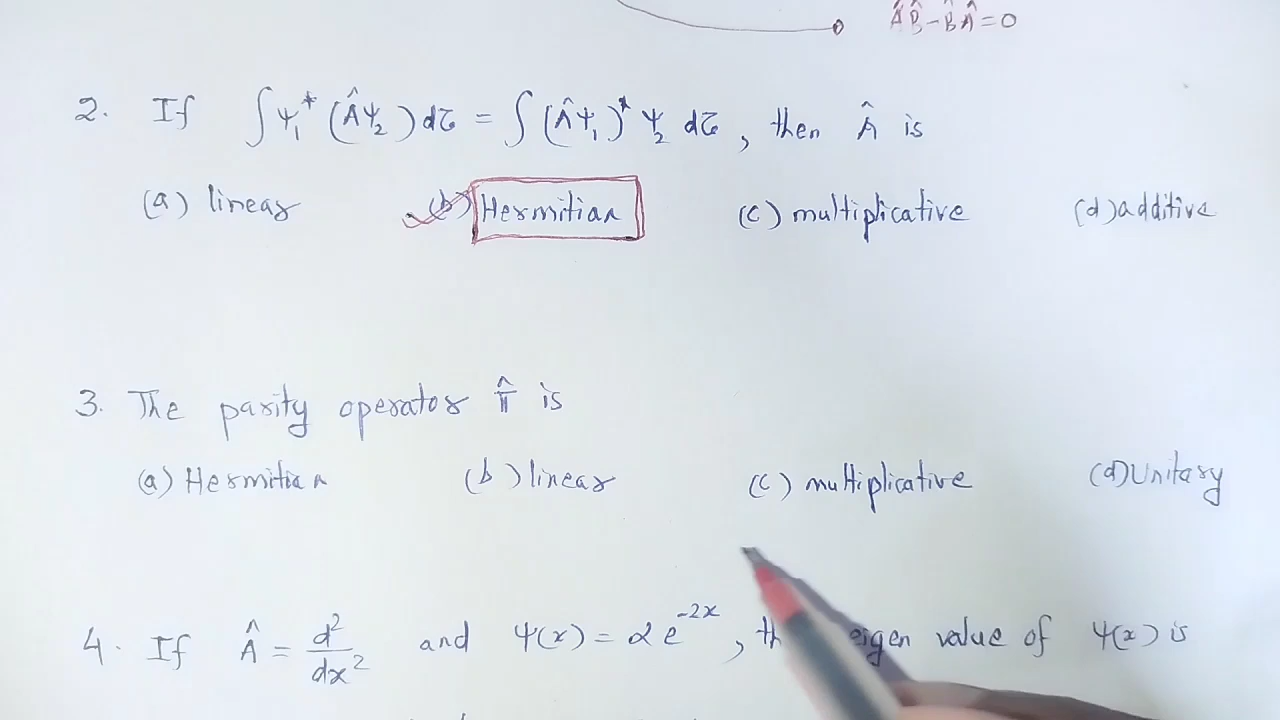 ÂB̂-B̂Â=0
2. If ∫ψ₁*(Âψ₂)dτ = ∫(Âψ₁)*ψ₂ dτ, then Â is
(a) linear (b) Hermitian (c) multiplicative (d) additive
3. The parity operator π̂ is
(a) Hermitian (b) linear (c) multiplicative (d) Unitary
4. If Â = d²/dx² and ψ(x) = αe⁻²ˣ, eigen value of ψ(x) is